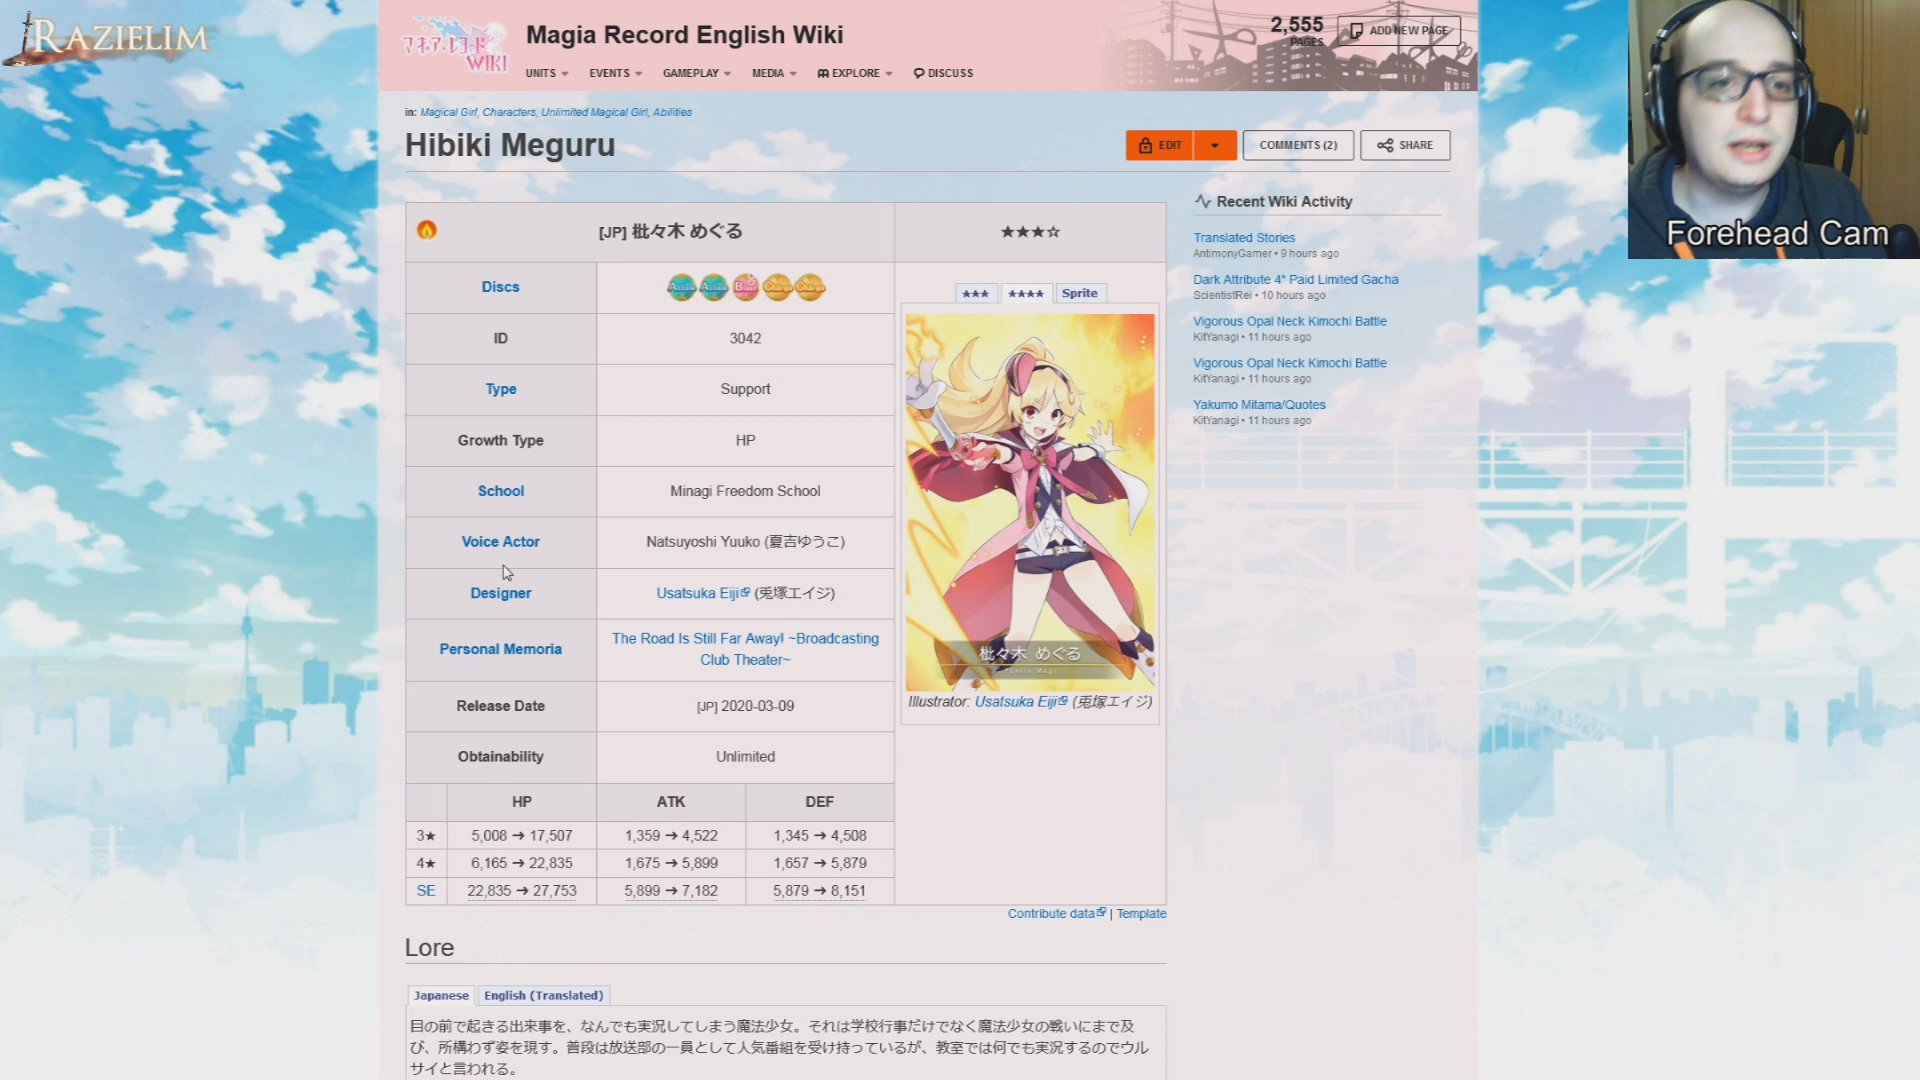 RAZIELIM
マギア・レコード
WIKI
Magia Record English Wiki
2,555
PAGES
ADD NEW PAGE
UNITS
EVENTS
GAMEPLAY
MEDIA
EXPLORE
DISCUSS
in: Magical Girl, Characters, Unlimited Magical Girl, Abilities
Hibiki Meguru
EDIT
COMMENTS (2)
SHARE
Forehead Cam
[JP] 枇々木 めぐる
★★★☆
Discs
Accele Accele Blast Charge Charge
ID
3042
Type
Support
Growth Type
HP
School
Minagi Freedom School
Voice Actor
Natsuyoshi Yuuko (夏吉ゆうこ)
Designer
Usatsuka Eiji (兎塚エイジ)
Personal Memoria
The Road Is Still Far Away! ~Broadcasting
Club Theater~
Release Date
[JP] 2020-03-09
Obtainability
Unlimited
HP ATK DEF
3★ 5,008 ➔ 17,507 1,359 ➔ 4,522 1,345 ➔ 4,508
4★ 6,165 ➔ 22,835 1,675 ➔ 5,899 1,657 ➔ 5,879
SE 22,835 ➔ 27,753 5,899 ➔ 7,182 5,879 ➔ 8,151
★★★ ★★★★ Sprite
枇々木 めぐる
Illustrator: Usatsuka Eiji (兎塚エイジ)
Contribute data | Template
Recent Wiki Activity
Translated Stories
AntimonyGamer • 9 hours ago
Dark Attribute 4* Paid Limited Gacha
ScientistRei • 10 hours ago
Vigorous Opal Neck Kimochi Battle
KitYanagi • 11 hours ago
Vigorous Opal Neck Kimochi Battle
KitYanagi • 11 hours ago
Yakumo Mitama/Quotes
KitYanagi • 11 hours ago
Lore
Japanese English (Translated)
目の前で起きる出来事を、なんでも実況してしまう魔法少女。それは学校行事だけでなく魔法少女の戦いにまで及
び、所構わず姿を現す。普段は放送部の一員として人気番組を受け持っているが、教室では何でも実況するのでウル
サイと言われる。